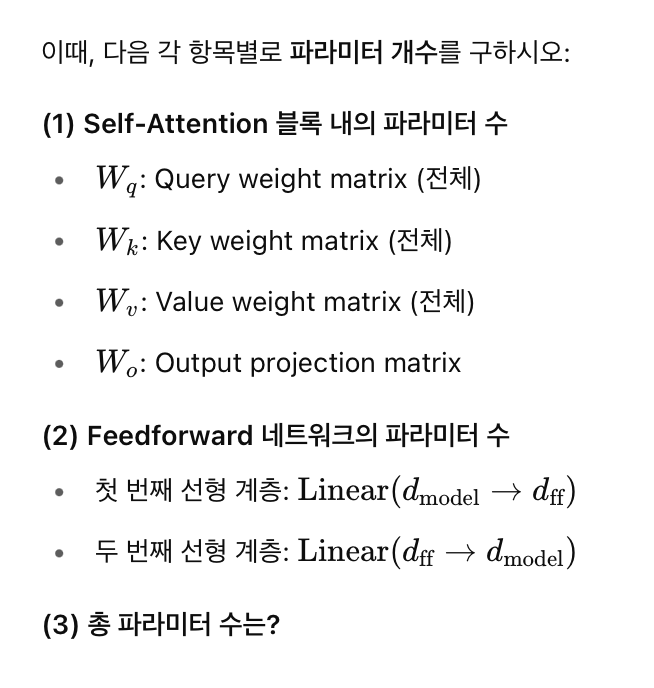 이때, 다음 각 항목별로 파라미터 개수를 구하시오:
(1) Self-Attention 블록 내의 파라미터 수
• W_q: Query weight matrix (전체)
• W_k: Key weight matrix (전체)
• W_v: Value weight matrix (전체)
• W_o: Output projection matrix
(2) Feedforward 네트워크의 파라미터 수
• 첫 번째 선형 계층: Linear(d_model → d_ff)
• 두 번째 선형 계층: Linear(d_ff → d_model)
(3) 총 파라미터 수는?